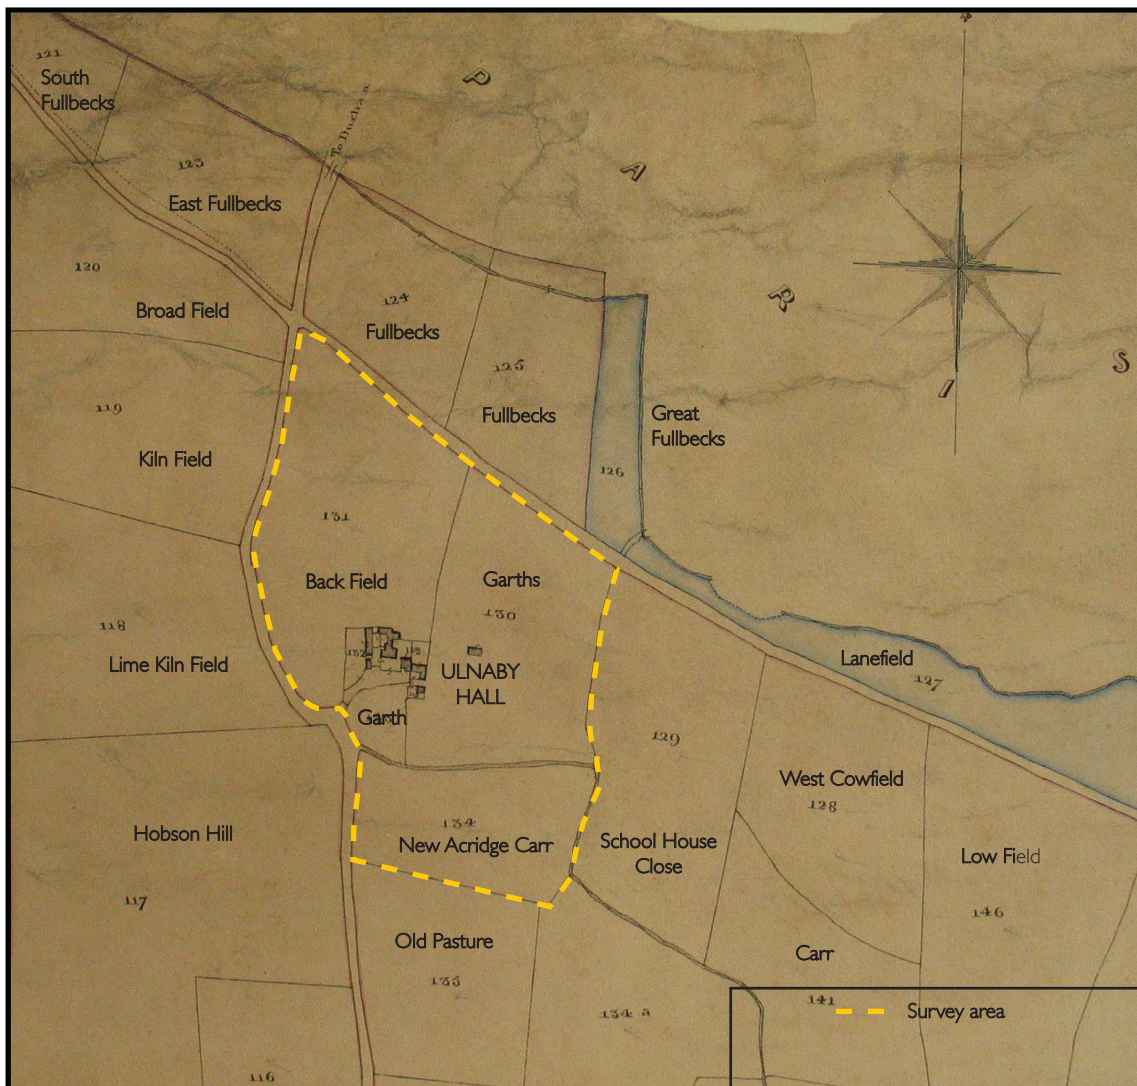 121
South
Fullbecks
123
East Fullbecks
To
P
A
R
I
S
120
Broad Field
124
Fullbecks
125
Fullbecks
Great
Fullbecks
126
119
Kiln Field
131
Back Field
Garths
130
118
Lime Kiln Field
132
132
ULNABY
HALL
Garth
Lanefield
127
129
West Cowfield
128
Hobson Hill
134
New Acridge Carr
School House
Close
Low Field
117
146
Old Pasture
135
Carr
134 a
141
Survey area
116